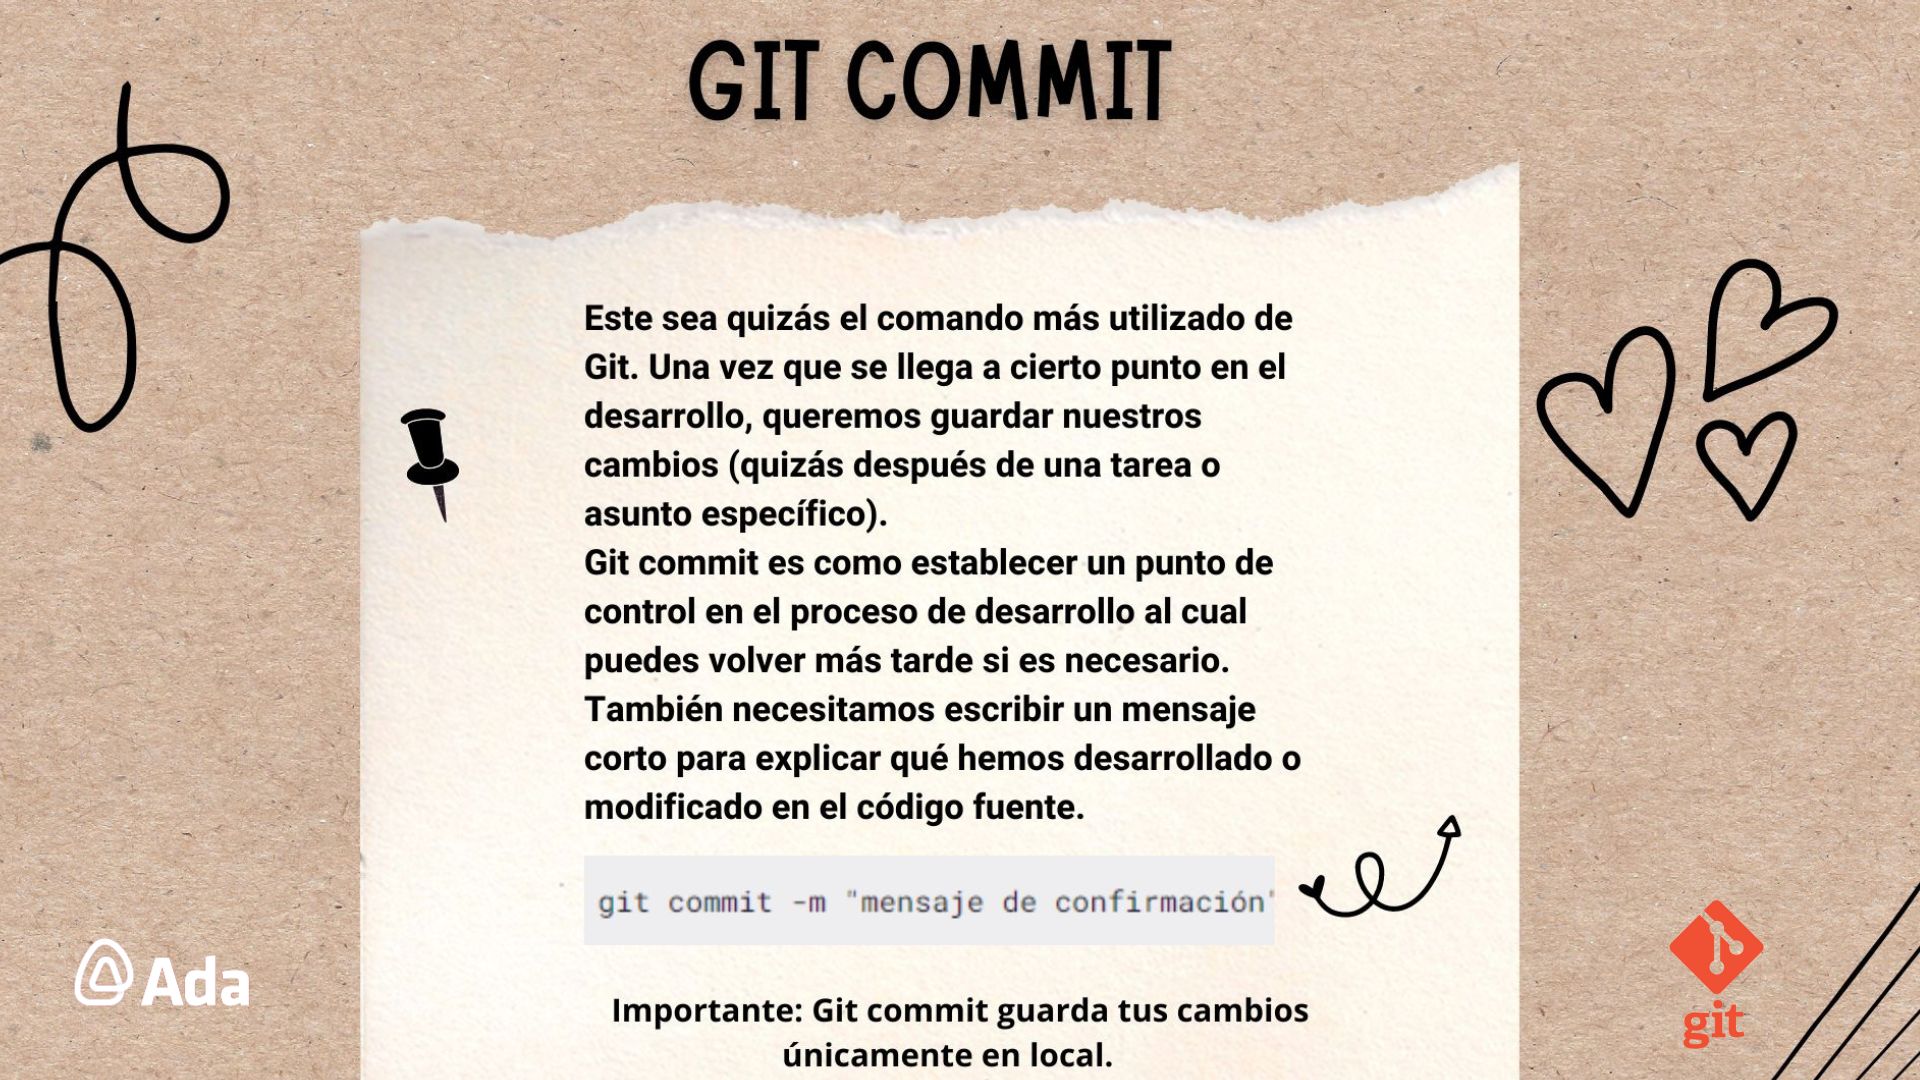 GIT COMMIT
Este sea quizás el comando más utilizado de
Git. Una vez que se llega a cierto punto en el
desarrollo, queremos guardar nuestros
cambios (quizás después de una tarea o
asunto específico).
Git commit es como establecer un punto de
control en el proceso de desarrollo al cual
puedes volver más tarde si es necesario.
También necesitamos escribir un mensaje
corto para explicar qué hemos desarrollado o
modificado en el código fuente.
git commit -m "mensaje de confirmación"
Importante: Git commit guarda tus cambios
únicamente en local.
Ada
git